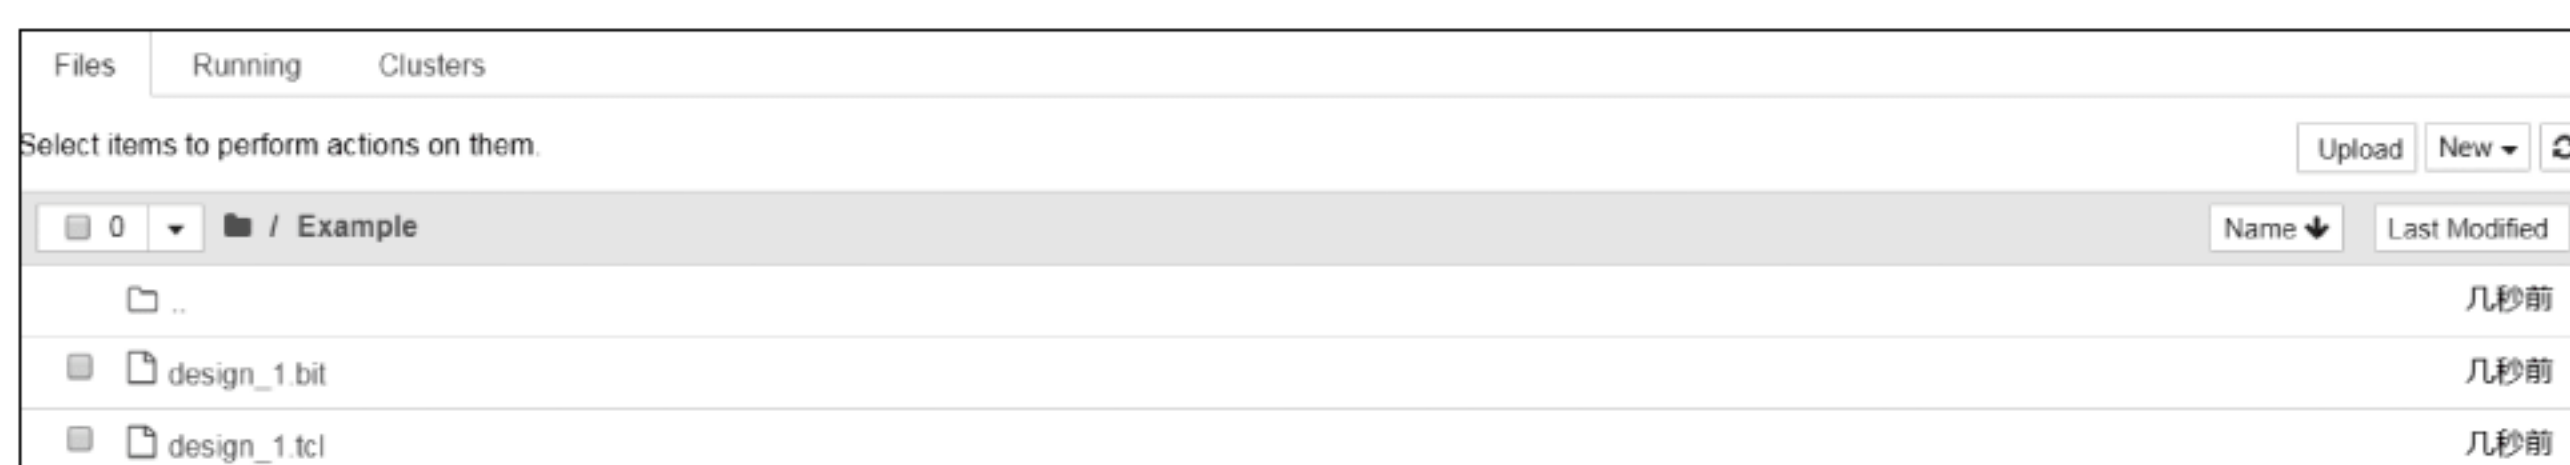 Files Running Clusters
Select items to perform actions on them.
Upload New
0 / Example Name Last Modified
.. 几秒前
design_1.bit 几秒前
design_1.tcl 几秒前